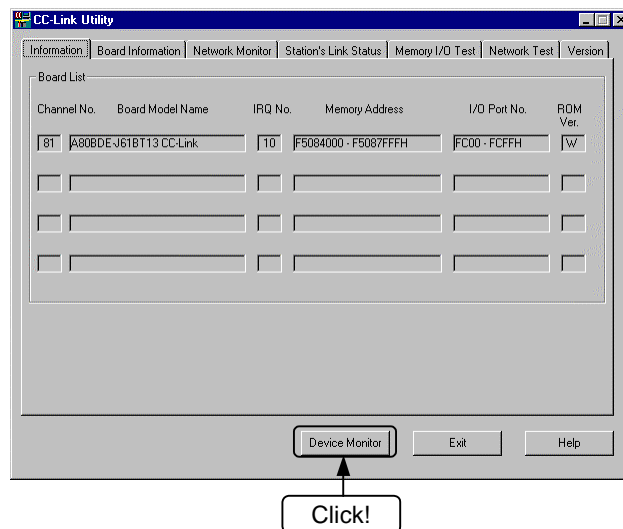 CC-Link Utility
Information Board Information Network Monitor Station's Link Status Memory I/O Test Network Test Version
Board List
Channel No. Board Model Name IRQ No. Memory Address I/O Port No. ROM Ver.
81 A80BDE-J61BT13 CC-Link 10 F5084000 - F5087FFFH FC00 - FCFFH W
Device Monitor Exit Help
Click!